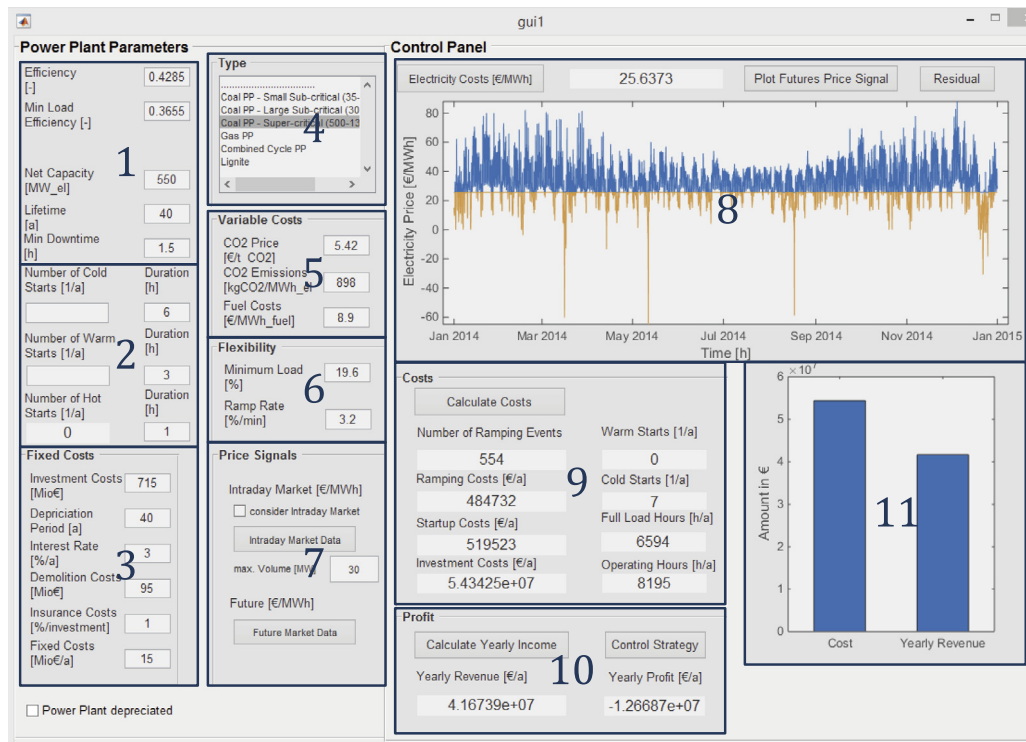 gui1
Power Plant Parameters
Efficiency
[-]
0.4285
Min Load
Efficiency [-]
0.3655
1
Net Capacity
[MW_el]
550
Lifetime
[a]
40
Min Downtime
[h]
1.5
Number of Cold
Starts [1/a]
Duration
[h]
6
Number of Warm
Starts [1/a]
Duration
[h]
2
3
Number of Hot
Starts [1/a]
Duration
[h]
0
1
Fixed Costs
Investment Costs
[Mio€]
715
Depriciation
Period [a]
40
Interest Rate
[%/a]
3
3
Demolition Costs
[Mio€]
95
Insurance Costs
[%/investment]
1
Fixed Costs
[Mio€/a]
15
Power Plant depreciated
Type
....................................
Coal PP - Small Sub-critical (35-
Coal PP - Large Sub-critical (30
Coal PP - Super-critical (500-13
Gas PP
Combined Cycle PP
Lignite
4
Variable Costs
CO2 Price
[€/t CO2]
5.42
5
CO2 Emissions
[kgCO2/MWh_el
898
Fuel Costs
[€/MWh_fuel]
8.9
Flexibility
Minimum Load
[%]
19.6
6
Ramp Rate
[%/min]
3.2
Price Signals
Intraday Market [€/MWh]
consider Intraday Market
Intraday Market Data
7
max. Volume [MW]
30
Future [€/MWh]
Future Market Data
Control Panel
Electricity Costs [€/MWh]
25.6373
Plot Futures Price Signal
Residual
Electricity Price [€/MWh]
80
60
40
20
0
-20
-40
-60
8
Jan 2014
Mar 2014
May 2014
Jul 2014
Sep 2014
Nov 2014
Jan 2015
Time [h]
Costs
Calculate Costs
Number of Ramping Events
Warm Starts [1/a]
554
0
Ramping Costs [€/a]
Cold Starts [1/a]
9
484732
7
Startup Costs [€/a]
Full Load Hours [h/a]
519523
6594
Investment Costs [€/a]
Operating Hours [h/a]
5.43425e+07
8195
Profit
Calculate Yearly Income
Control Strategy
10
Yearly Revenue [€/a]
Yearly Profit [€/a]
4.16739e+07
-1.26687e+07
×10⁷
Amount in €
6
5
4
3
2
1
0
11
Cost
Yearly Revenue